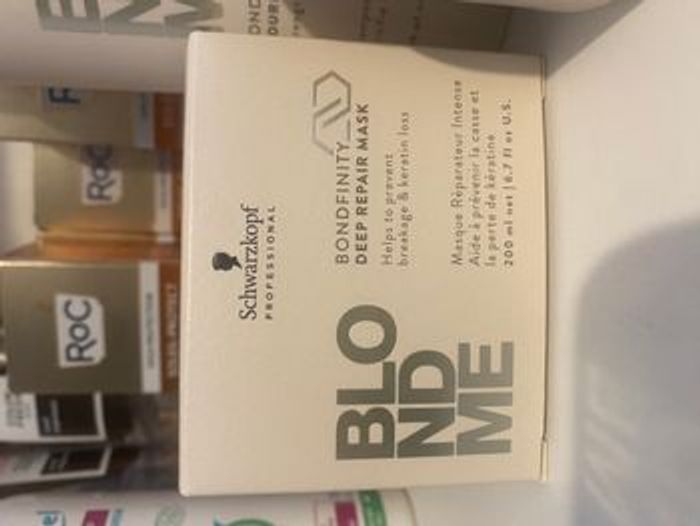 Schwarzkopf
PROFESSIONAL
BLO
ND
ME
BONDFINITY
DEEP REPAIR MASK
Helps to prevent
breakage & keratin loss
Masque Réparateur Intense
Aide à prévenir la casse et
la perte de kératine
200 ml net | 6.7 fl oz U.S.
RoC
RoC